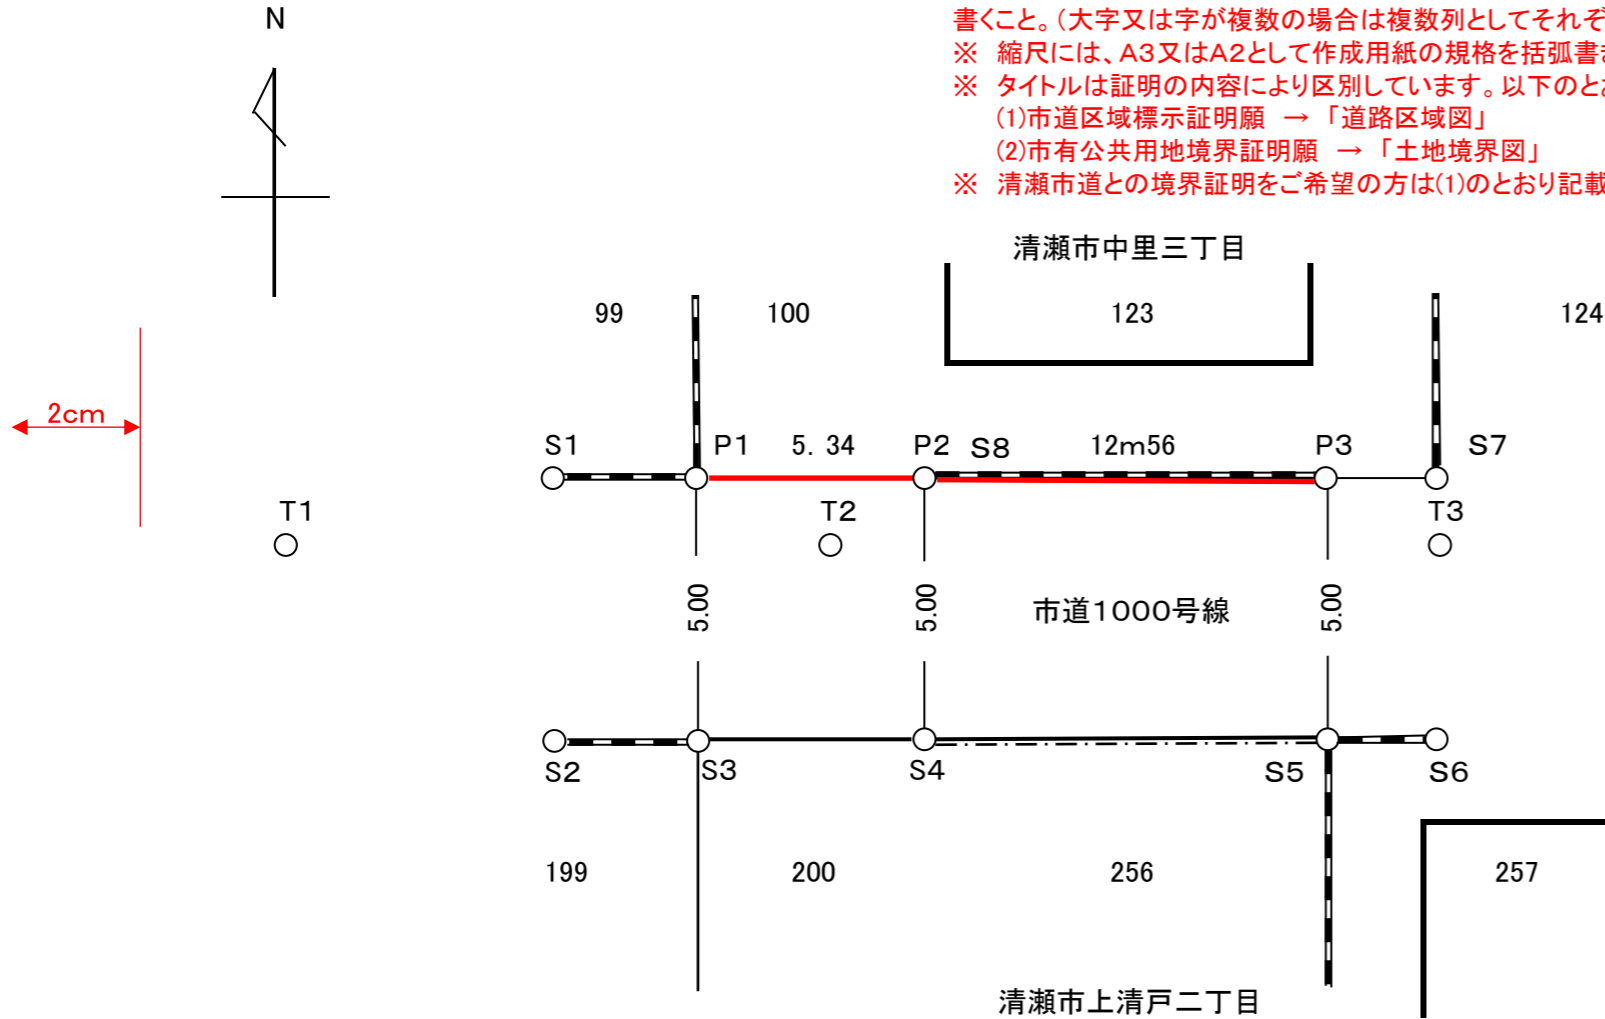 N
書くこと。(大字又は字が複数の場合は複数列としてそれぞ
※ 縮尺には、A3又はA2として作成用紙の規格を括弧書
※ タイトルは証明の内容により区別しています。以下のとお
(1)市道区域標示証明願 → 「道路区域図」
(2)市有公共用地境界証明願 → 「土地境界図」
※ 清瀬市道との境界証明をご希望の方は(1)のとおり記載
清瀬市中里三丁目
99 100 123 124
2cm
S1 P1 5.34 P2 S8 12m56 P3 S7
T1 T2 T3
5.00 5.00 市道1000号線 5.00
S2 S3 S4 S5 S6
199 200 256 257
清瀬市上清戸二丁目